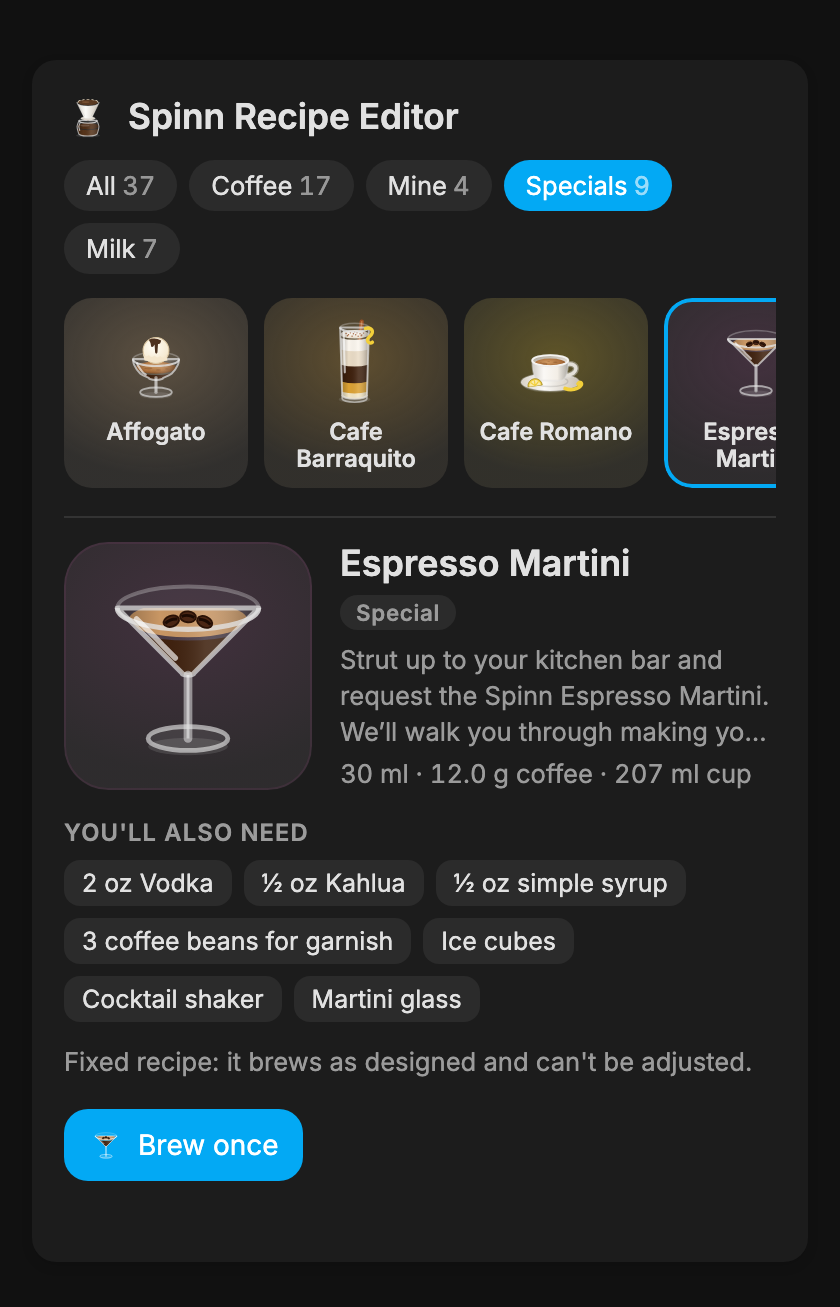 Spinn Recipe Editor
All 37
Coffee 17
Mine 4
Specials 9
Milk 7
Affogato
Cafe
Barraquito
Cafe Romano
Espres
Marti
Espresso Martini
Special
Strut up to your kitchen bar and
request the Spinn Espresso Martini.
We’ll walk you through making yo…
30 ml · 12.0 g coffee · 207 ml cup
YOU'LL ALSO NEED
2 oz Vodka
½ oz Kahlua
½ oz simple syrup
3 coffee beans for garnish
Ice cubes
Cocktail shaker
Martini glass
Fixed recipe: it brews as designed and can't be adjusted.
Brew once